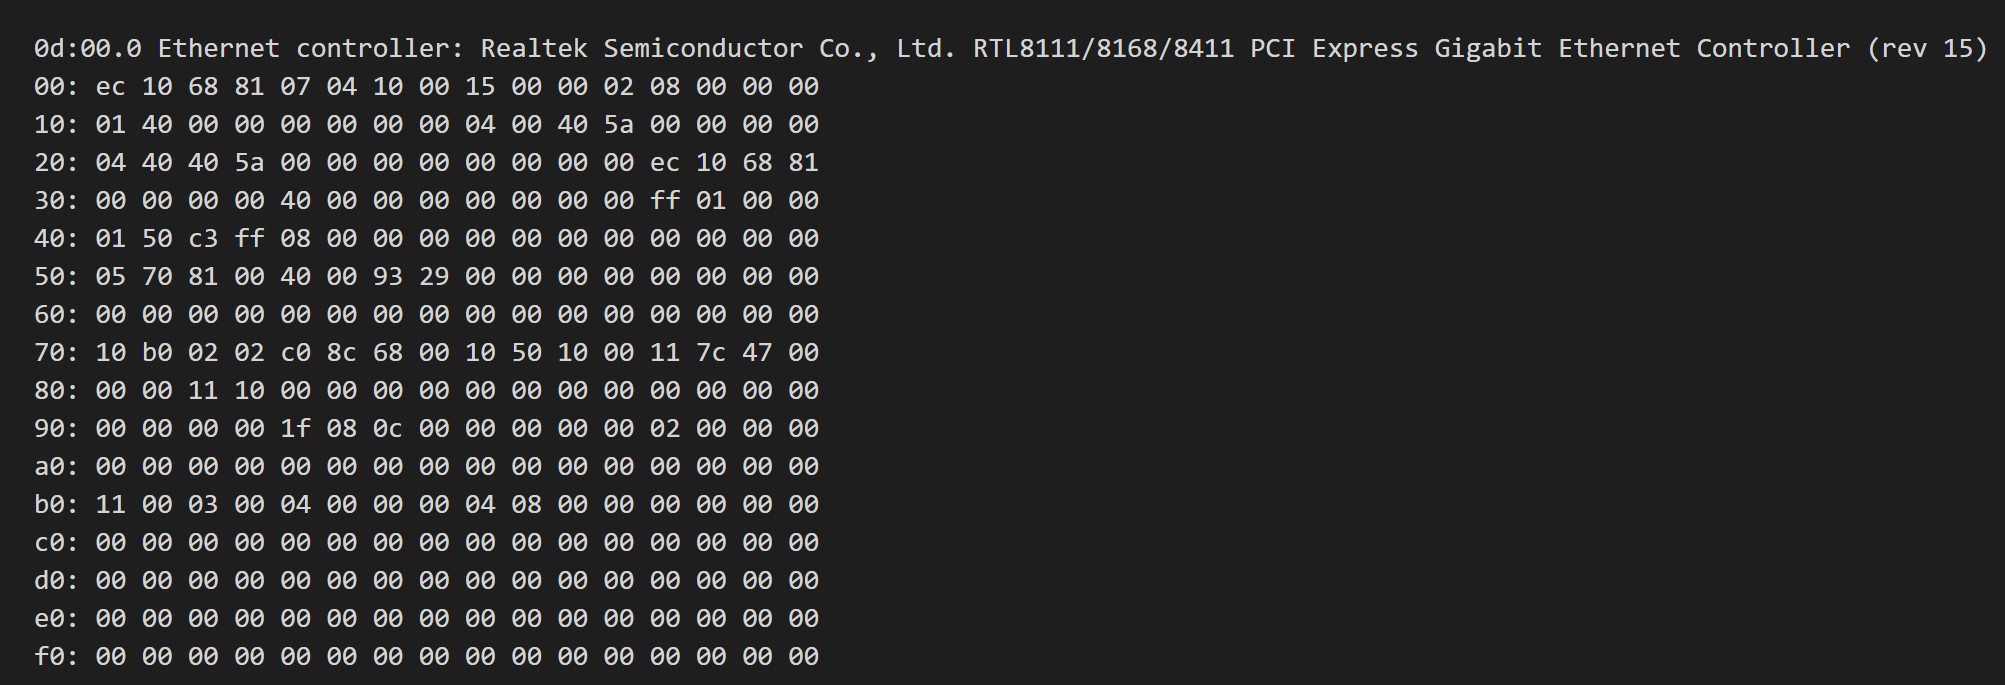 0d:00.0 Ethernet controller: Realtek Semiconductor Co., Ltd. RTL8111/8168/8411 PCI Express Gigabit Ethernet Controller (rev 15)
00: ec 10 68 81 07 04 10 00 15 00 00 02 08 00 00 00
10: 01 40 00 00 00 00 00 00 04 00 40 5a 00 00 00 00
20: 04 40 40 5a 00 00 00 00 00 00 00 00 ec 10 68 81
30: 00 00 00 00 40 00 00 00 00 00 00 00 ff 01 00 00
40: 01 50 c3 ff 08 00 00 00 00 00 00 00 00 00 00 00
50: 05 70 81 00 40 00 93 29 00 00 00 00 00 00 00 00
60: 00 00 00 00 00 00 00 00 00 00 00 00 00 00 00 00
70: 10 b0 02 02 c0 8c 68 00 10 50 10 00 11 7c 47 00
80: 00 00 11 10 00 00 00 00 00 00 00 00 00 00 00 00
90: 00 00 00 00 1f 08 0c 00 00 00 00 00 02 00 00 00
a0: 00 00 00 00 00 00 00 00 00 00 00 00 00 00 00 00
b0: 11 00 03 00 04 00 00 00 04 08 00 00 00 00 00 00
c0: 00 00 00 00 00 00 00 00 00 00 00 00 00 00 00 00
d0: 00 00 00 00 00 00 00 00 00 00 00 00 00 00 00 00
e0: 00 00 00 00 00 00 00 00 00 00 00 00 00 00 00 00
f0: 00 00 00 00 00 00 00 00 00 00 00 00 00 00 00 00